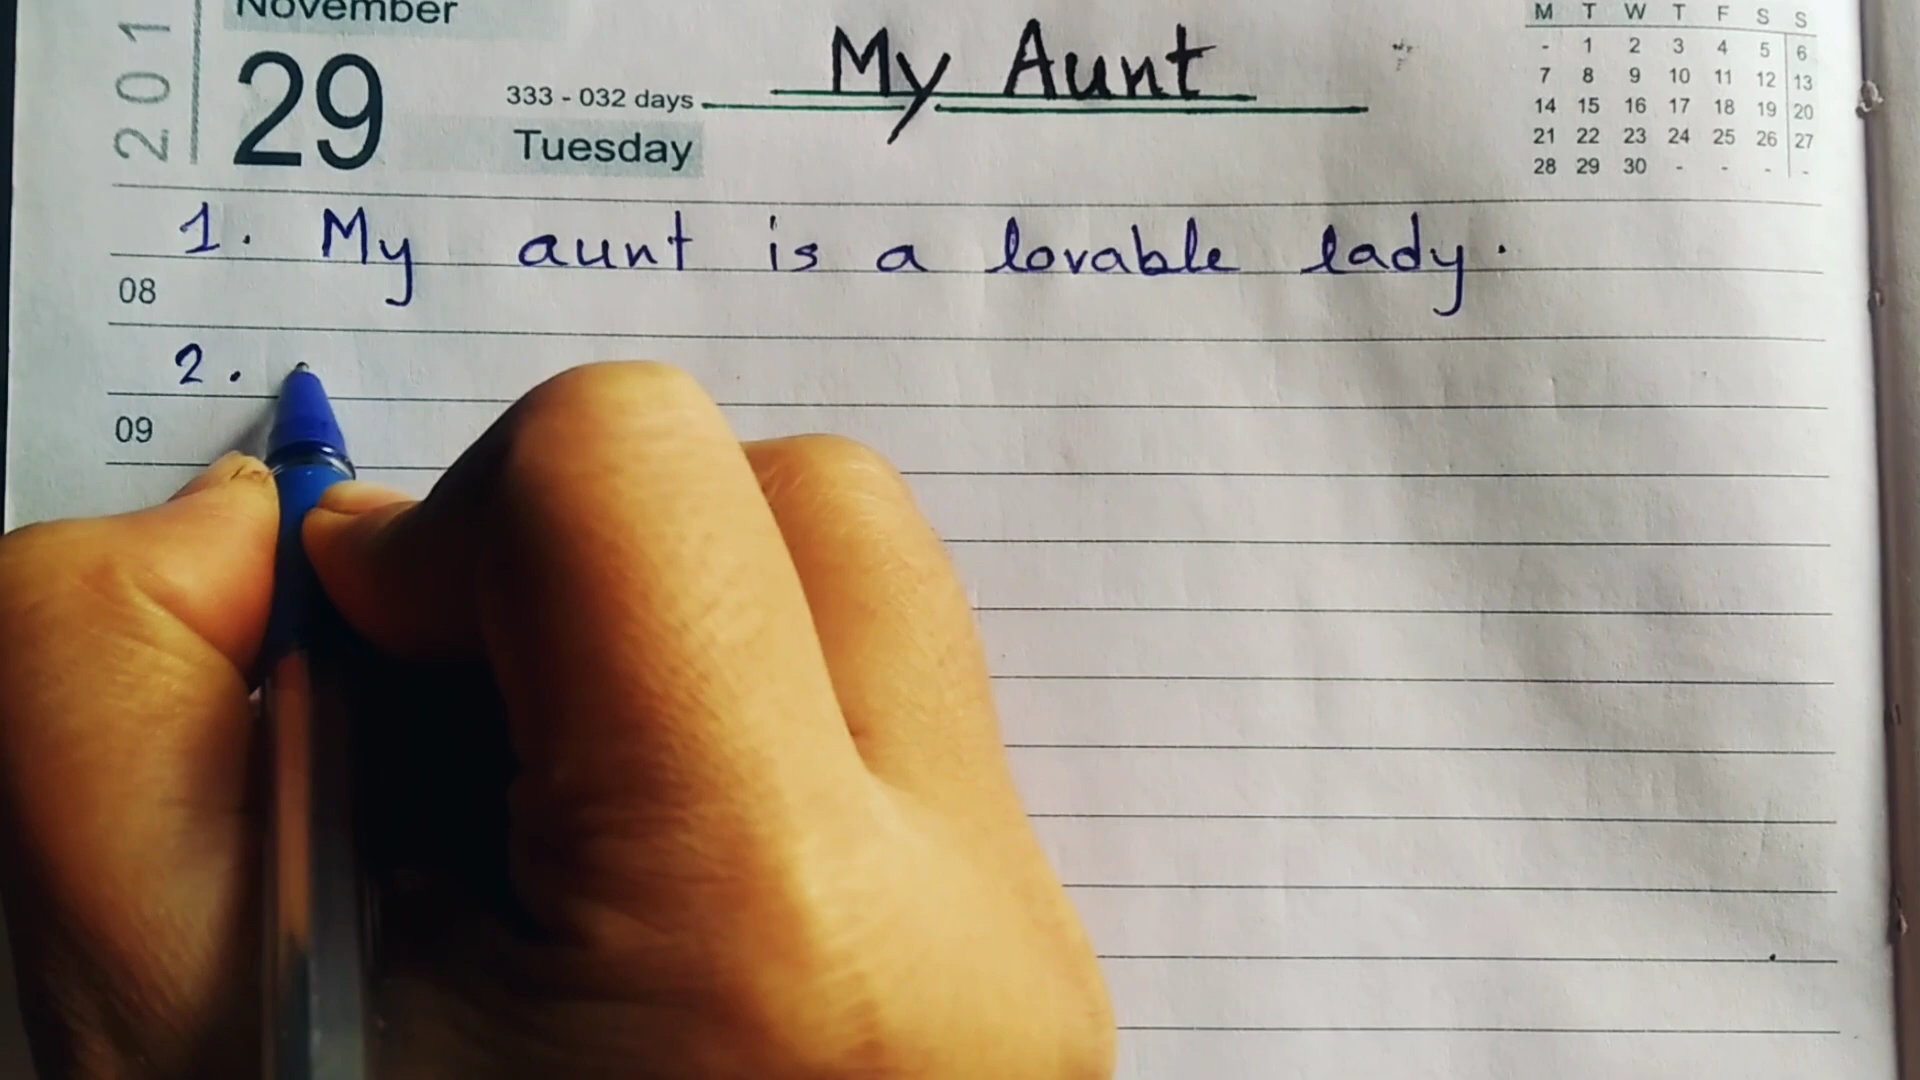 November
201
29
333 - 032 days
Tuesday
My Aunt
M T W T F S S
- 1 2 3 4 5 6
7 8 9 10 11 12 13
14 15 16 17 18 19 20
21 22 23 24 25 26 27
28 29 30 - - - -
1. My aunt is a lovable lady.
08
2.
09